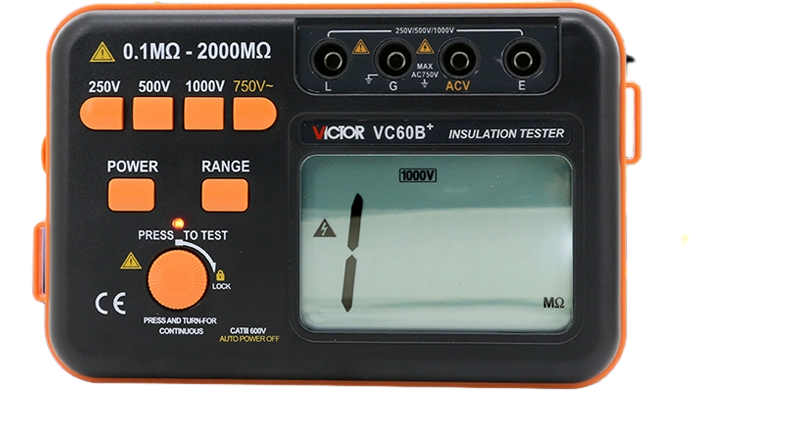 0.1MΩ - 2000MΩ
250V 500V 1000V 750V~
POWER RANGE
PRESS TO TEST
LOCK
PRESS AND TURN-FOR
CONTINUOUS
CE
CATIII 600V
AUTO POWER OFF
250V/500V/1000V
MAX
AC750V
L G ACV E
VICTOR VC60B+ INSULATION TESTER
1000V
1
MΩ